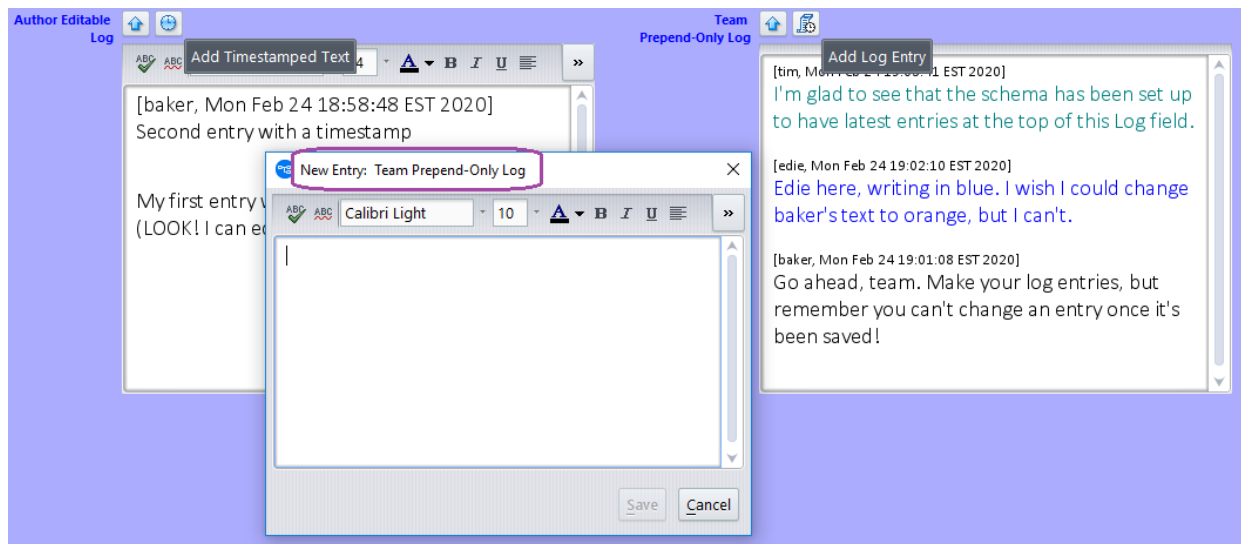 Author Editable
Log
Add Timestamped Text
4
B I U
»
[baker, Mon Feb 24 18:58:48 EST 2020]
Second entry with a timestamp
My first entry
(LOOK! I can
New Entry: Team Prepend-Only Log
ABC ABC Calibri Light 10 A B I U »
Save Cancel
Team
Prepend-Only Log
Add Log Entry
[tim, EST 2020]
I'm glad to see that the schema has been set up
to have latest entries at the top of this Log field.
[edie, Mon Feb 24 19:02:10 EST 2020]
Edie here, writing in blue. I wish I could change
baker's text to orange, but I can't.
[baker, Mon Feb 24 19:01:08 EST 2020]
Go ahead, team. Make your log entries, but
remember you can't change an entry once it's
been saved!